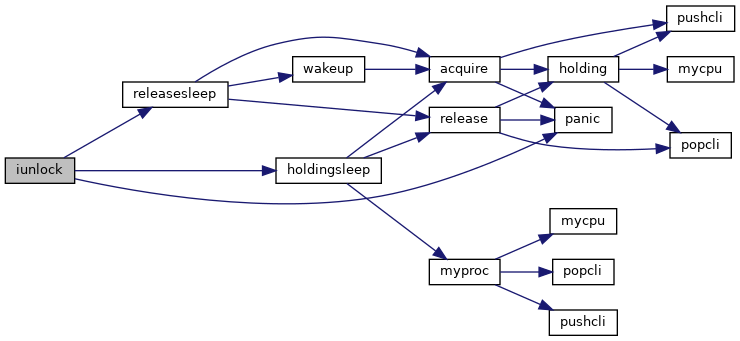 iunlock
releasesleep
holdingsleep
wakeup
acquire
release
myproc
holding
panic
mycpu
popcli
pushcli
pushcli
mycpu
popcli